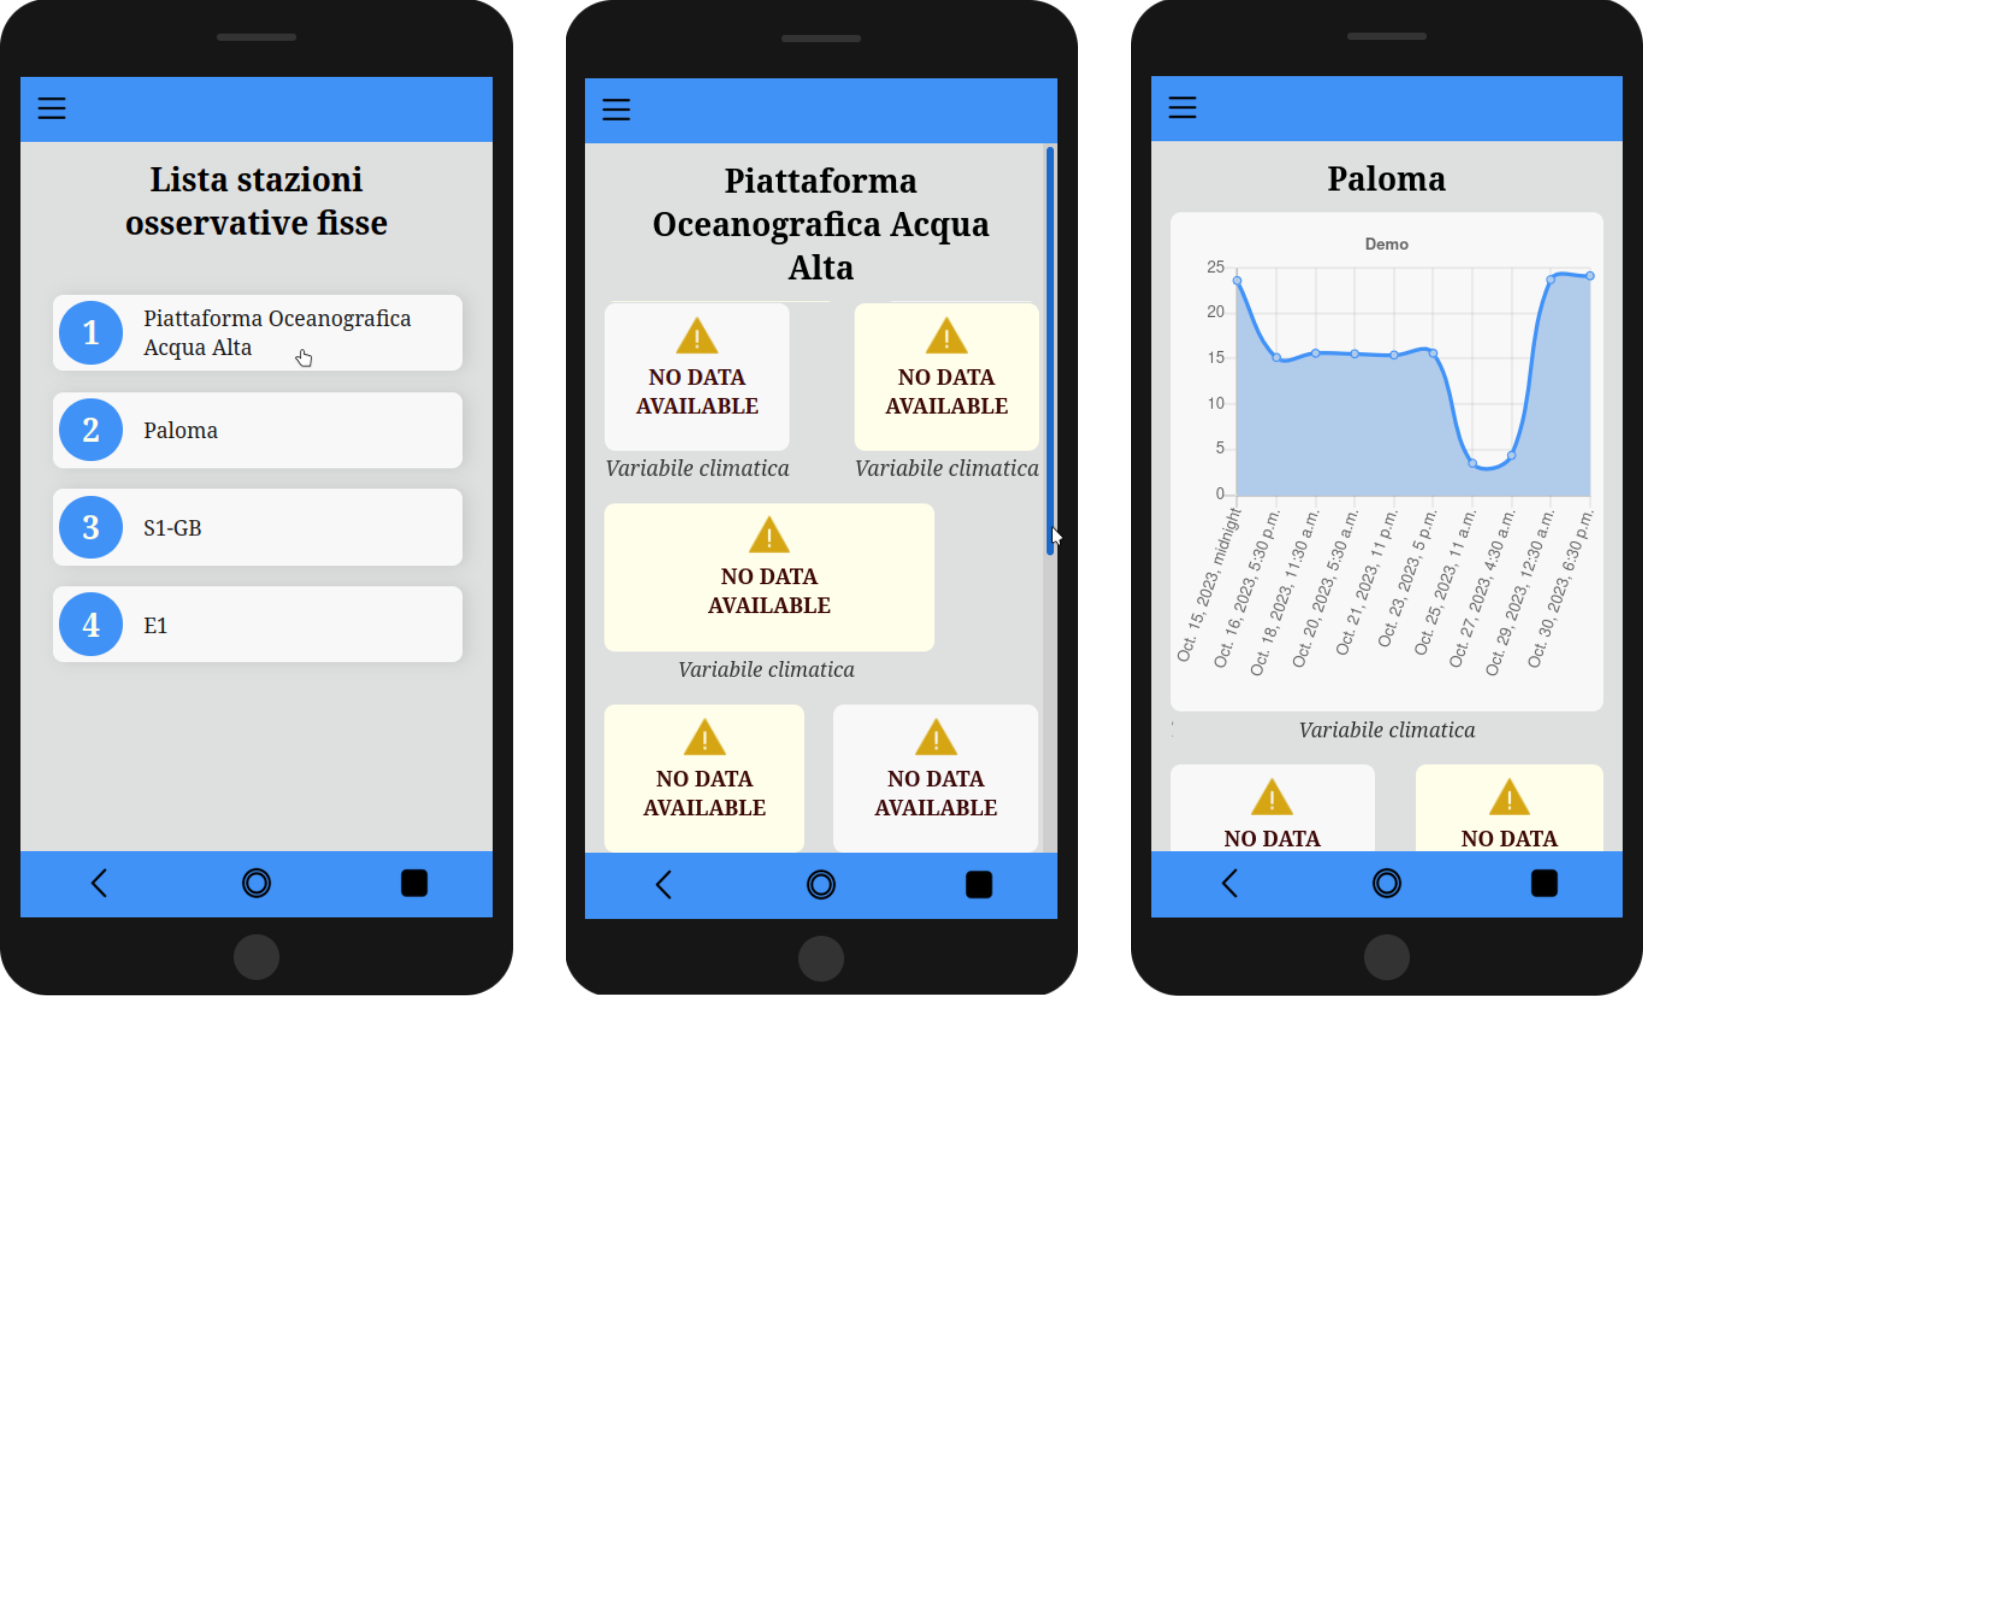 Lista stazioni
osservative fisse
1
Piattaforma Oceanografica
Acqua Alta
2
Paloma
3
S1-GB
4
E1
Piattaforma
Oceanografica Acqua
Alta
NO DATA
AVAILABLE
Variabile climatica
NO DATA
AVAILABLE
Variabile climatica
NO DATA
AVAILABLE
Variabile climatica
NO DATA
AVAILABLE
NO DATA
AVAILABLE
Paloma
Demo
25
20
15
10
5
0
Oct. 15, 2023, midnight
Oct. 16, 2023, 5:30 p.m.
Oct. 18, 2023, 11:30 a.m.
Oct. 20, 2023, 5:30 a.m.
Oct. 21, 2023, 11 p.m.
Oct. 23, 2023, 5 p.m.
Oct. 25, 2023, 11 a.m.
Oct. 27, 2023, 4:30 a.m.
Oct. 29, 2023, 12:30 a.m.
Oct. 30, 2023, 6:30 p.m.
Variabile climatica
NO DATA
NO DATA